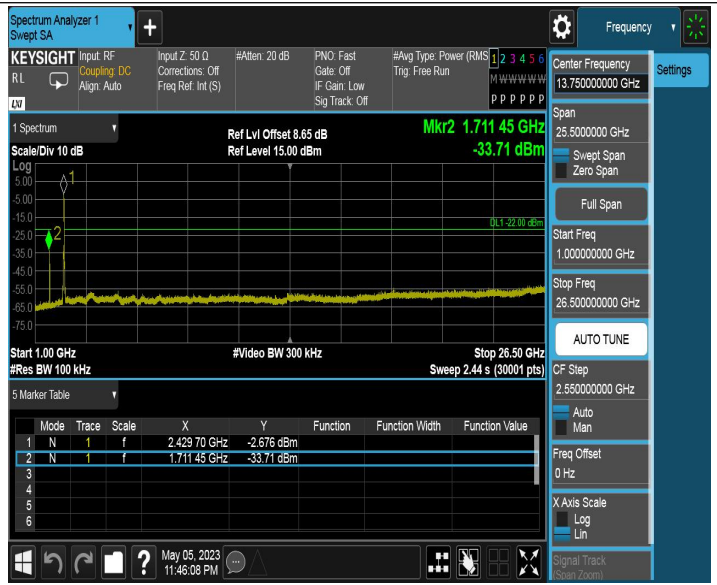 Spectrum Analyzer 1
Swept SA
Frequency
KEYSIGHT
RL
LXI
Input: RF
Coupling: DC
Align: Auto
Input Z: 50 Ω
Corrections: Off
Freq Ref: Int (S)
#Atten: 20 dB
PNO: Fast
Gate: Off
IF Gain: Low
Sig Track: Off
#Avg Type: Power (RMS
Trig: Free Run
1 2 3 4 5 6
M W W W W W
P P P P P P
1 Spectrum
Scale/Div 10 dB
Ref Lvl Offset 8.65 dB
Ref Level 15.00 dBm
Mkr2 1.711 45 GHz
-33.71 dBm
Log
5.00
-5.00
-15.0
-25.0
-35.0
-45.0
-55.0
-65.0
-75.0
1
2
DL1 -22.00 dBm
Start 1.00 GHz
#Res BW 100 kHz
#Video BW 300 kHz
Stop 26.50 GHz
Sweep 2.44 s (30001 pts)
5 Marker Table
Mode Trace Scale X Y Function Function Width Function Value
1 N 1 f 2.429 70 GHz -2.676 dBm
2 N 1 f 1.711 45 GHz -33.71 dBm
3
4
5
6
May 05, 2023
11:46:08 PM
Center Frequency
13.750000000 GHz
Settings
Span
25.5000000 GHz
Swept Span
Zero Span
Full Span
Start Freq
1.000000000 GHz
Stop Freq
26.500000000 GHz
AUTO TUNE
CF Step
2.550000000 GHz
Auto
Man
Freq Offset
0 Hz
X Axis Scale
Log
Lin
Signal Track
(Span Zoom)